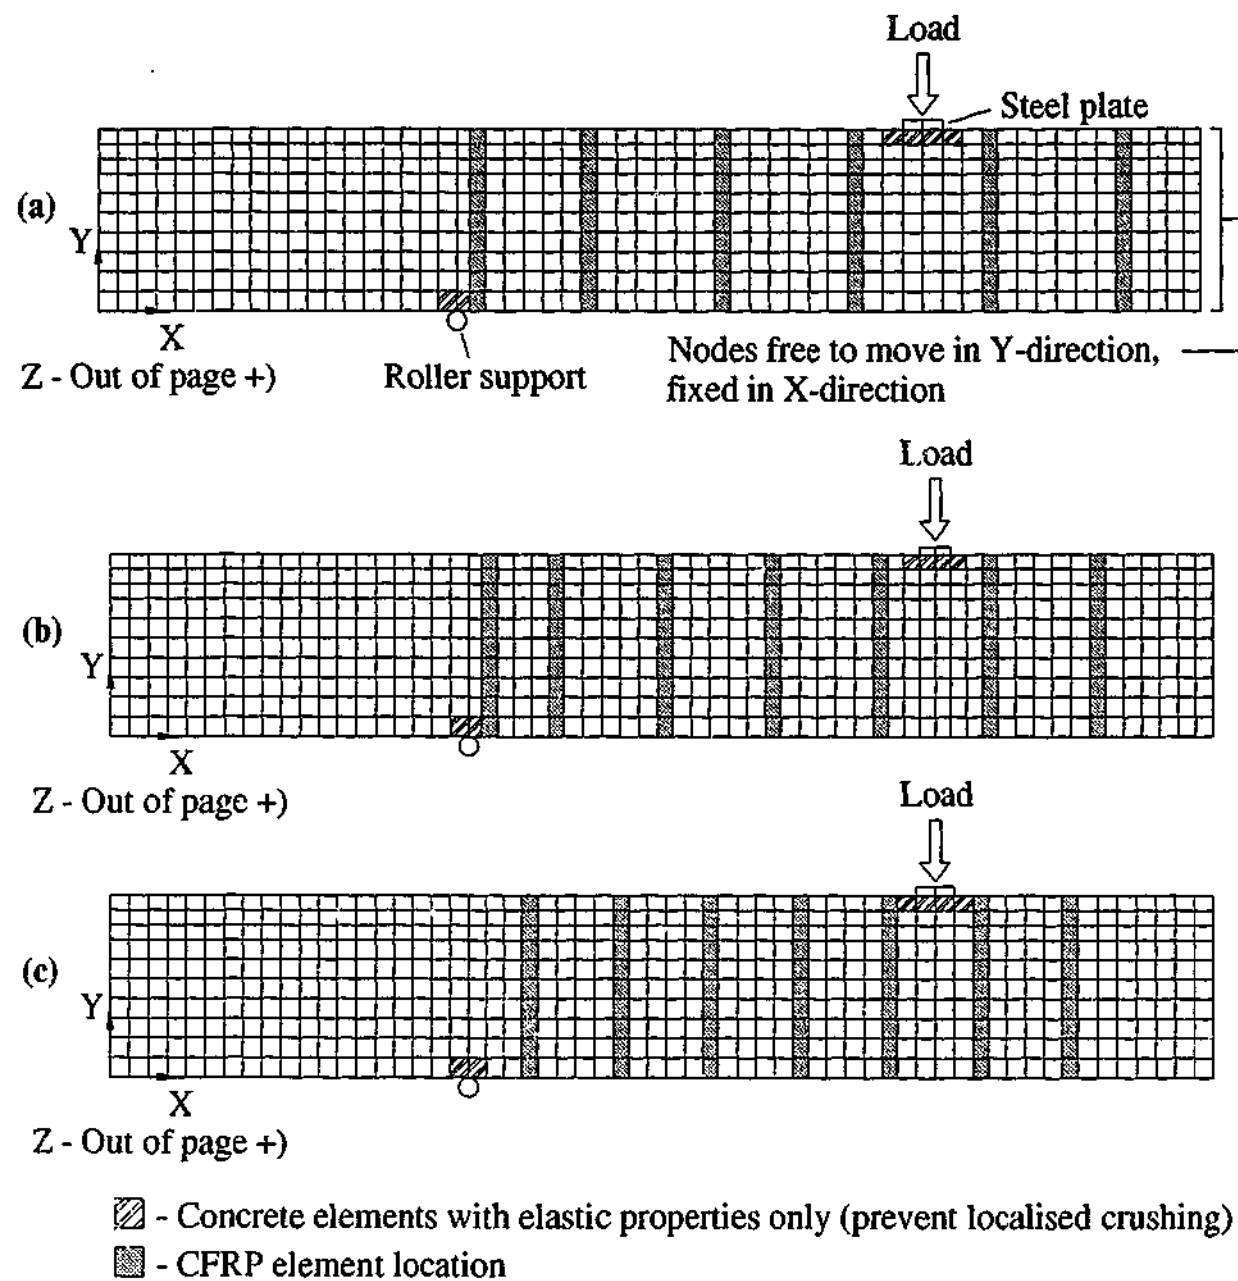 Load
Steel plate
(a)
Y
X
Z - Out of page +)
Roller support
Nodes free to move in Y-direction,
fixed in X-direction
Load
(b)
Y
X
Z - Out of page +)
Load
(c)
Y
X
Z - Out of page +)
- Concrete elements with elastic properties only (prevent localised crushing)
- CFRP element location